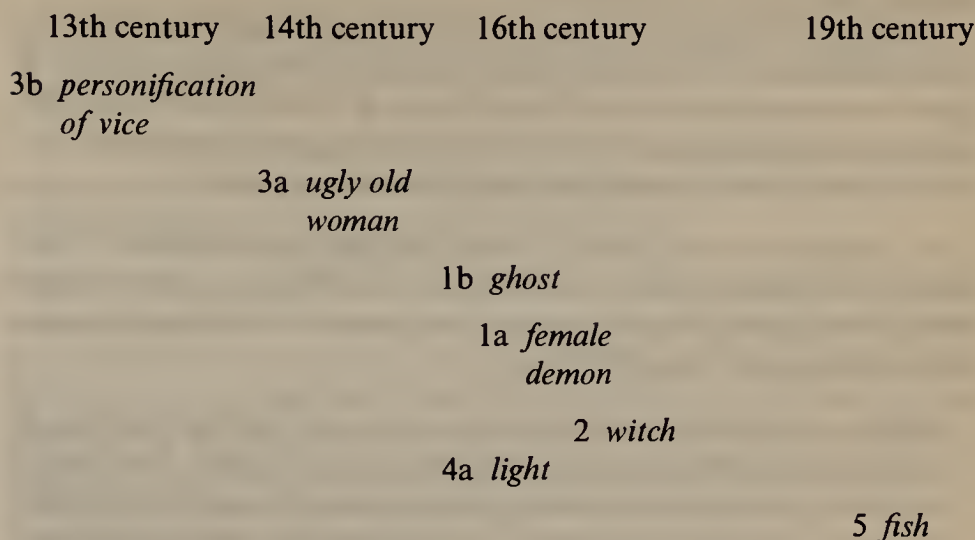 13th century 14th century 16th century 19th century
3b personification
of vice
3a ugly old
woman
1b ghost
1a female
demon
2 witch
4a light
5 fish